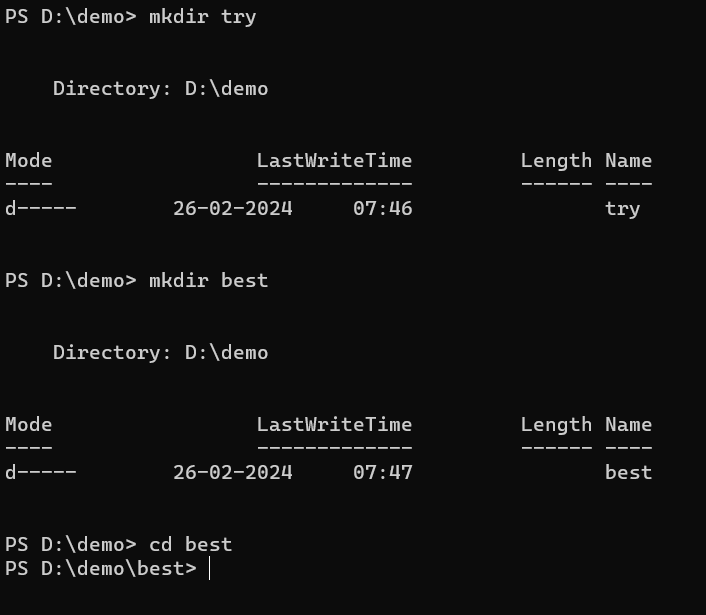 PS D:\demo> mkdir try
Directory: D:\demo
Mode                 LastWriteTime         Length Name
----                 -------------         ------ ----
d-----        26-02-2024     07:46                try
PS D:\demo> mkdir best
Directory: D:\demo
Mode                 LastWriteTime         Length Name
----                 -------------         ------ ----
d-----        26-02-2024     07:47                best
PS D:\demo> cd best
PS D:\demo\best>